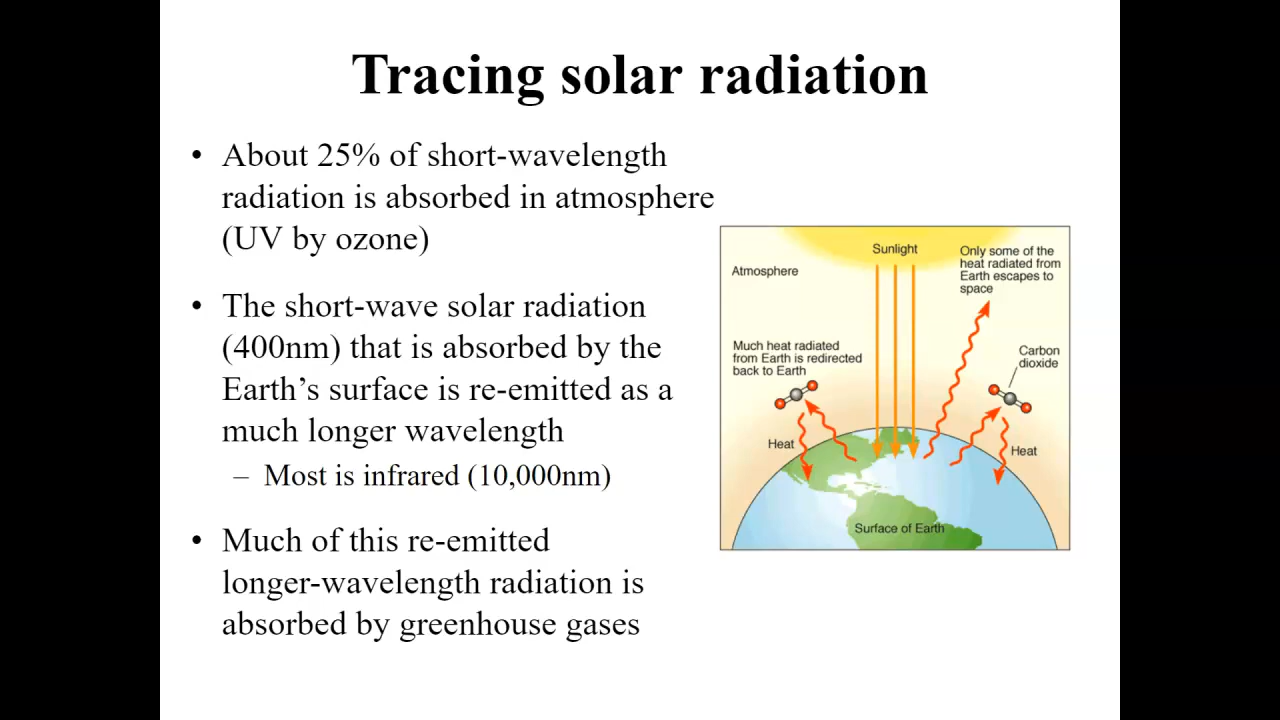 Tracing solar radiation
• About 25% of short-wavelength
radiation is absorbed in atmosphere
(UV by ozone)
• The short-wave solar radiation
(400nm) that is absorbed by the
Earth's surface is re-emitted as a
much longer wavelength
– Most is infrared (10,000nm)
• Much of this re-emitted
longer-wavelength radiation is
absorbed by greenhouse gases
Sunlight
Only some of the
heat radiated from
Earth escapes to
space
Atmosphere
Much heat radiated
from Earth is redirected
back to Earth
Carbon
dioxide
Heat
Heat
Surface of Earth